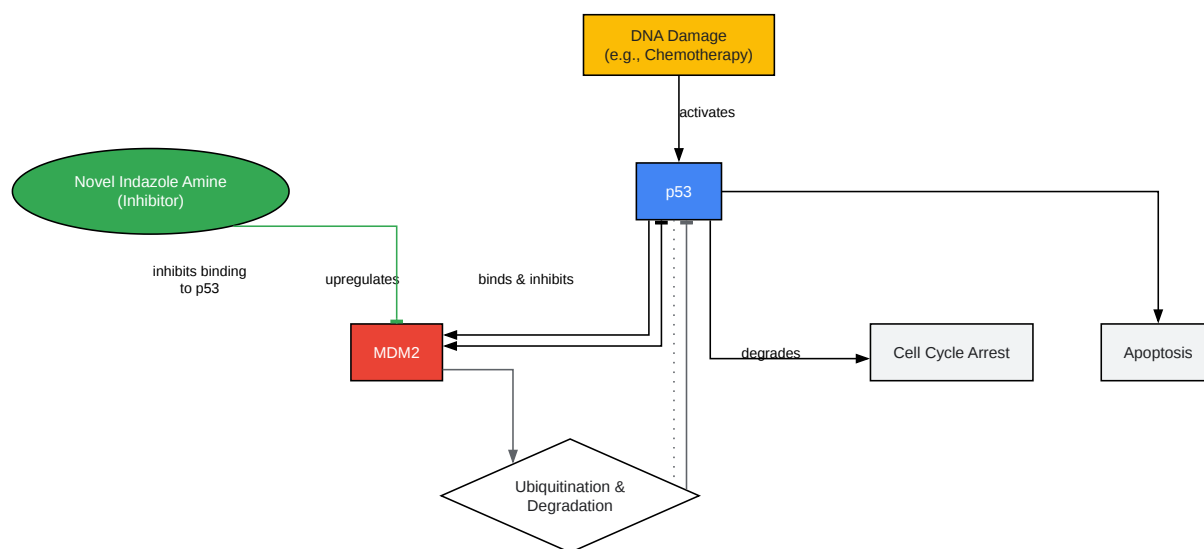 DNA Damage
(e.g., Chemotherapy)
activates
Novel Indazole Amine
(Inhibitor)
p53
inhibits binding
to p53
upregulates
binds & inhibits
MDM2
degrades
Cell Cycle Arrest
Apoptosis
Ubiquitination &
Degradation